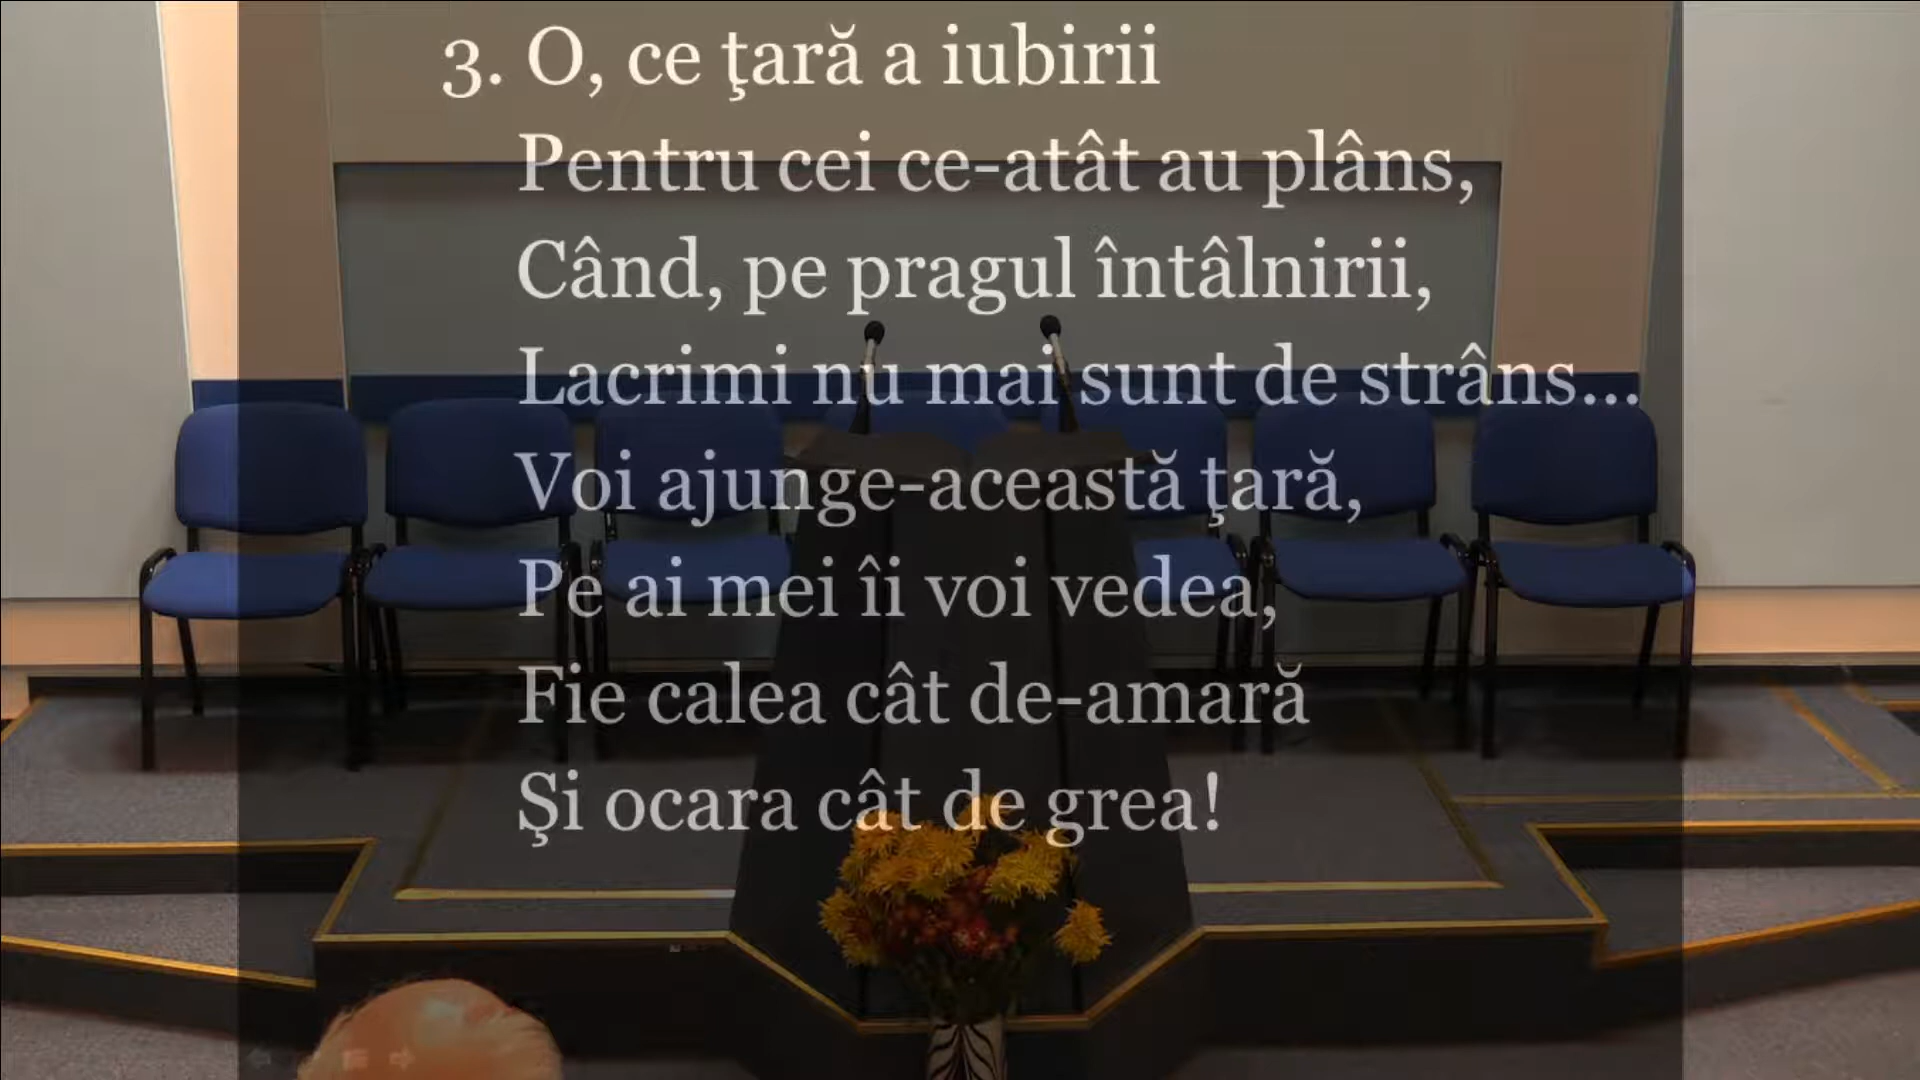 3. O, ce ţară a iubirii
Pentru cei ce-atât au plâns,
Când, pe pragul întâlnirii,
Lacrimi nu mai sunt de strâns...
Voi ajunge-această ţară,
Pe ai mei îi voi vedea,
Fie calea cât de-amară
Şi ocara cât de grea!